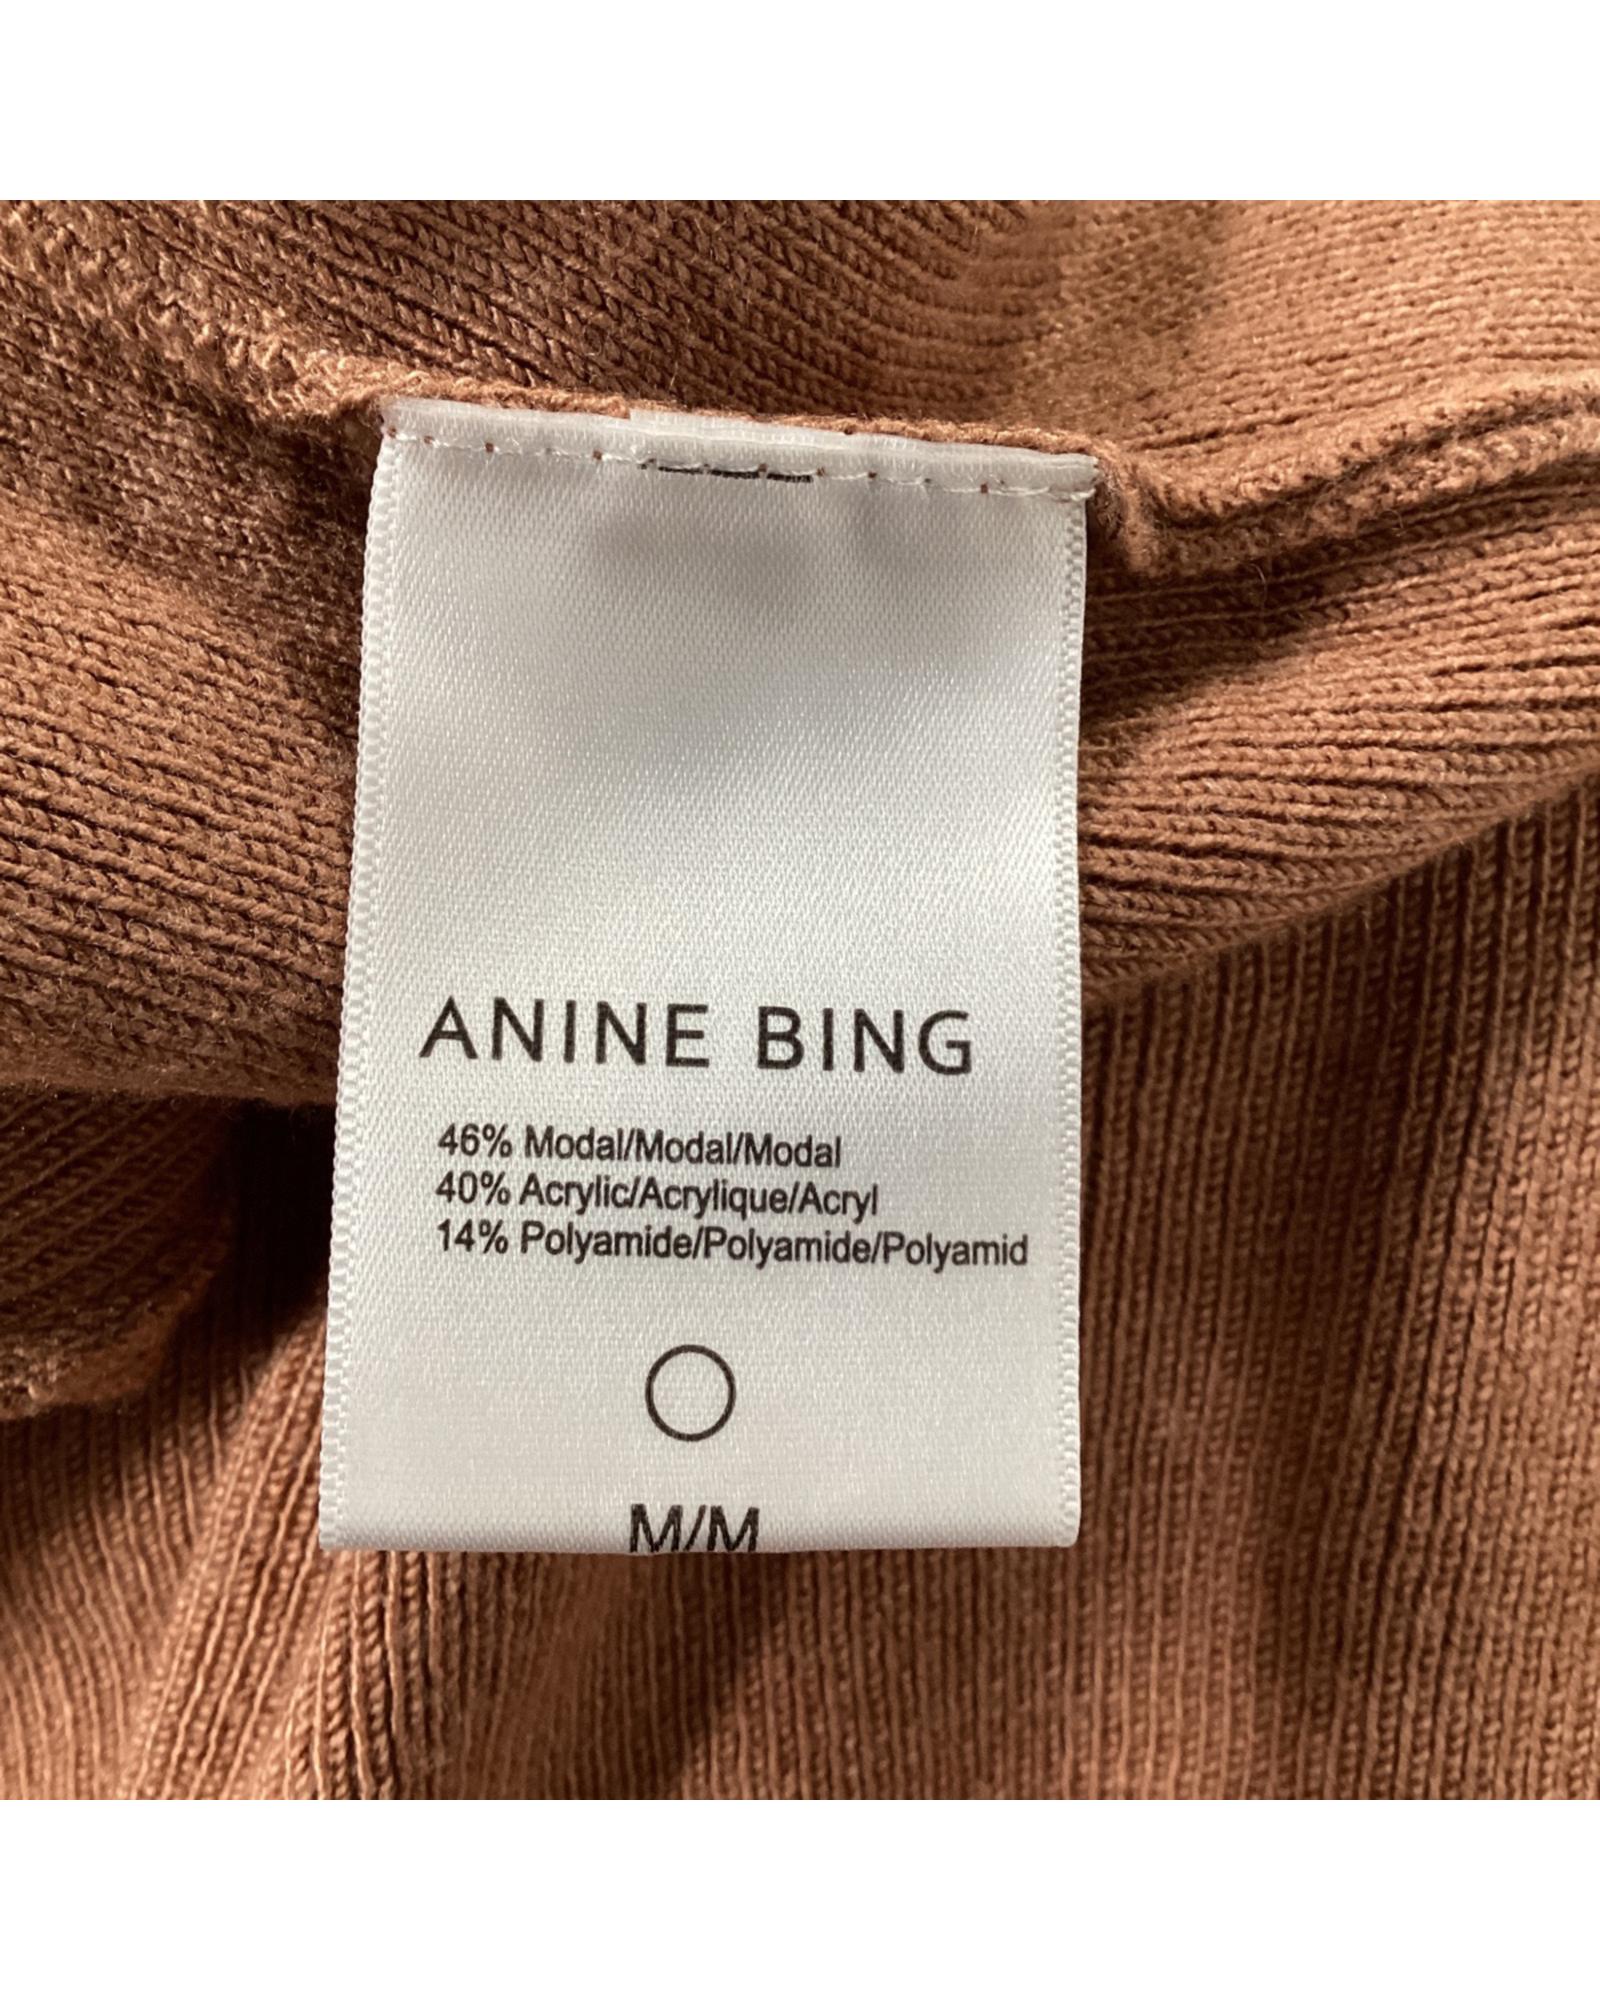 ANINE BING
46% Modal/Modal/Modal
40% Acrylic/Acrylique/Acryl
14% Polyamide/Polyamide/Polyamid
M/M